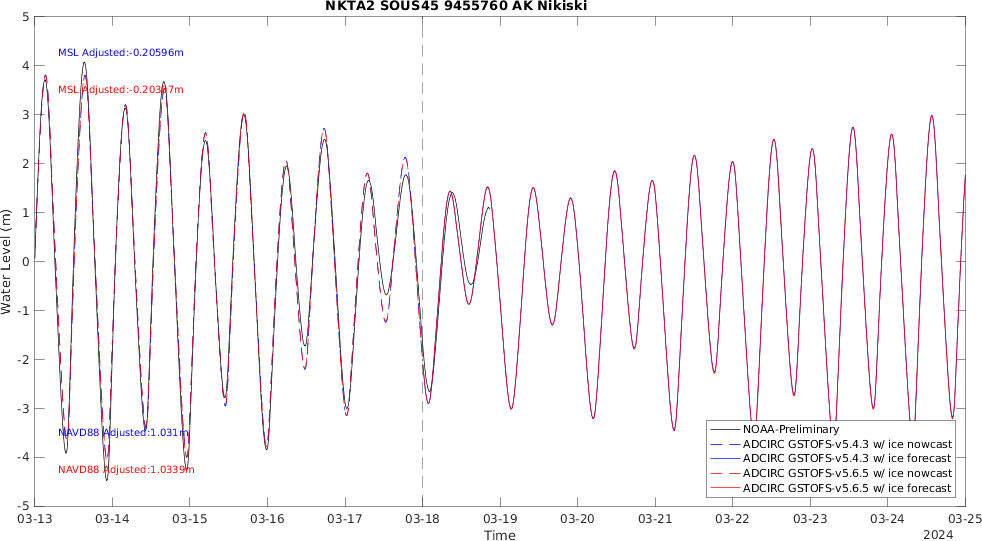 NKTA2 SOUS45 9455760 AK Nikiski
5
4
3
2
1
0
-1
-2
-3
-4
-5
Water Level (m)
MSL Adjusted:-0.20596m
MSL Adjusted:-0.20307m
NAVD88 Adjusted:1.031m
NAVD88 Adjusted:1.0339m
NOAA-Preliminary
ADCIRC GSTOFS-v5.4.3 w/ ice nowcast
ADCIRC GSTOFS-v5.4.3 w/ ice forecast
ADCIRC GSTOFS-v5.6.5 w/ ice nowcast
ADCIRC GSTOFS-v5.6.5 w/ ice forecast
03-13 03-14 03-15 03-16 03-17 03-18 03-19 03-20 03-21 03-22 03-23 03-24 03-25
Time
2024